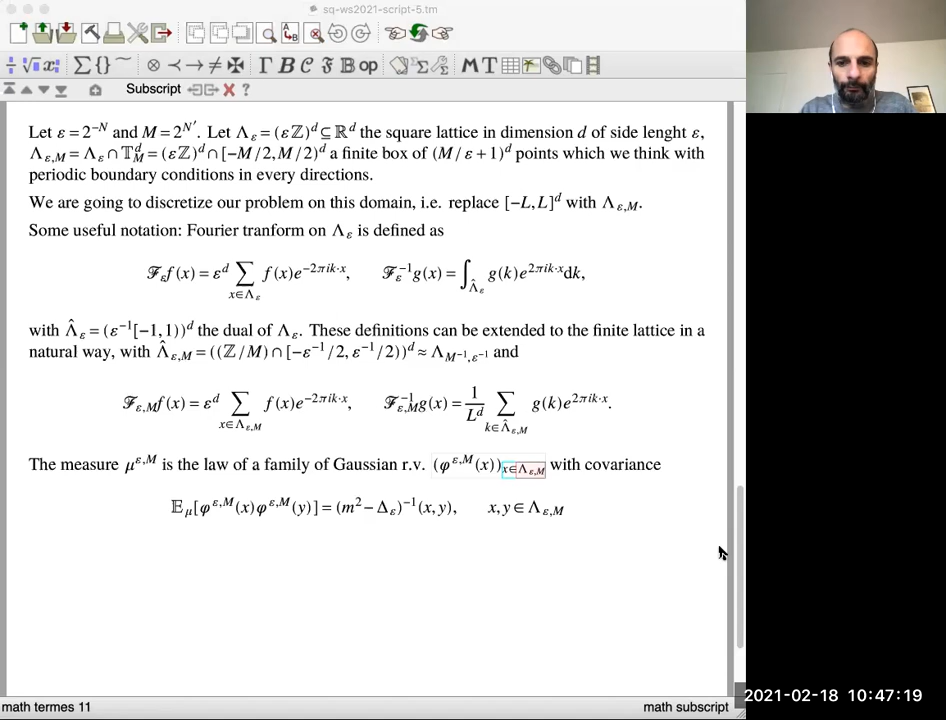 sq-ws2021-script-5.tm
Subscript
Let ε = 2^{-N} and M = 2^{N'}. Let Λ_ε = (εℤ)^d ⊆ ℝ^d the square lattice in dimension d of side lenght ε,
Λ_{ε,M} = Λ_ε ∩ 𝕋_M^d = (εℤ)^d ∩ [−M/2, M/2)^d a finite box of (M/ε + 1)^d points which we think with
periodic boundary conditions in every directions.
We are going to discretize our problem on this domain, i.e. replace [−L, L]^d with Λ_{ε,M}.
Some useful notation: Fourier tranform on Λ_ε is defined as
ℱ_ε f(x) = ε^d ∑_{x∈Λ_ε} f(x)e^{−2πik·x}, ℱ_ε^{−1}g(x) = ∫_{Λ̂_ε} g(k)e^{2πik·x}dk,
with Λ̂_ε = (ε^{−1}[−1,1))^d the dual of Λ_ε. These definitions can be extended to the finite lattice in a
natural way, with Λ̂_{ε,M} = ((ℤ/M) ∩ [−ε^{−1}/2, ε^{−1}/2))^d ≈ Λ_{M^{−1},ε^{−1}} and
ℱ_{ε,M}f(x) = ε^d ∑_{x∈Λ_{ε,M}} f(x)e^{−2πik·x}, ℱ_{ε,M}^{−1}g(x) = 1/L^d ∑_{k∈Λ̂_{ε,M}} g(k)e^{2πik·x}.
The measure μ^{ε,M} is the law of a family of Gaussian r.v. (φ^{ε,M}(x))_{x∈Λ_{ε,M}} with covariance
𝔼_μ[φ^{ε,M}(x)φ^{ε,M}(y)] = (m² − Δ_ε)^{−1}(x,y), x,y ∈ Λ_{ε,M}
math termes 11
math subscript
2021-02-18 10:47:19